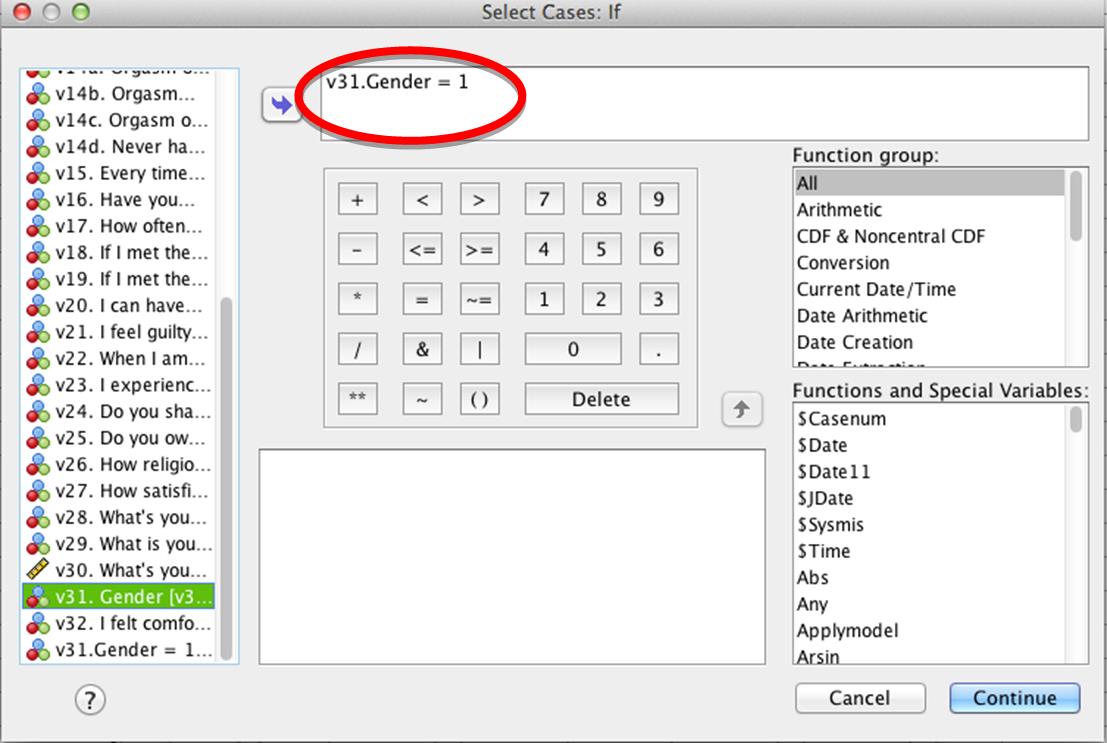 Select Cases: If
v14a. Orgasm o...
v14b. Orgasm...
v14c. Orgasm o...
v14d. Never ha...
v15. Every time...
v16. Have you...
v17. How often...
v18. If I met the...
v19. If I met the...
v20. I can have...
v21. I feel guilty...
v22. When I am...
v23. I experienc...
v24. Do you sha...
v25. Do you ow...
v26. How religio...
v27. How satisfi...
v28. What's you...
v29. What is you...
v30. What's you...
v31. Gender [v3...
v32. I felt comfo...
v31.Gender = 1...
v31.Gender = 1
+ < > 7 8 9
- <= >= 4 5 6
* = ~= 1 2 3
/ & | 0 .
** ~ () Delete
Function group:
All
Arithmetic
CDF & Noncentral CDF
Conversion
Current Date/Time
Date Arithmetic
Date Creation
Date Extraction
Functions and Special Variables:
$Casenum
$Date
$Date11
$JDate
$Sysmis
$Time
Abs
Any
Applymodel
Arsin
?
Cancel
Continue